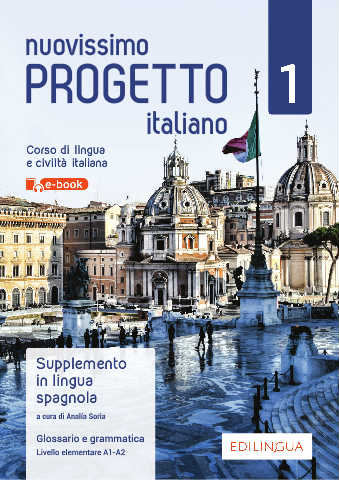 nuovissimo
PROGETTO
italiano
1
Corso di lingua
e civiltà italiana
e-book
Supplemento
in lingua
spagnola
a cura di Analía Soria
Glossario e grammatica
Livello elementare A1-A2
EDILINGUA